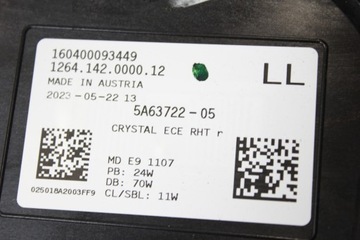 160400093449
1264.142.0000.12
LL
MADE IN AUSTRIA
2023-05-22 13
5A63722-05
CRYSTAL ECE RHT r
MD E9 1107
PB: 24W
DB: 70W
CL/SBL: 11W
025018A2003FF9